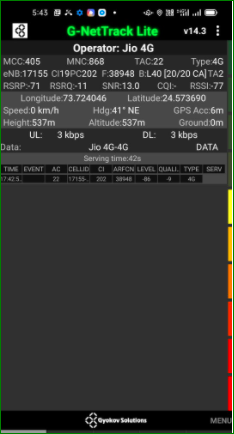 5:43
G-NetTrack Lite v14.3
Operator: Jio 4G
MCC:405 MNC:868 TAC:22 Type:4G
eNB:17155 CI19PC202 F:38948 B:L40 [20/20 CA] TA2
RSRP:-71 RSRQ:-11 SNR:13.0 CQI:- RSSI:-77
Longitude:73.724046 Latitude:24.573690
Speed:0 km/h Hdg:41° NE GPS Acc:6m
Height:537m Altitude:537m Ground:0m
UL: 3 kbps DL: 3 kbps
Data: Jio 4G-4G DATA
Serving time:42s
TIME EVENT AC CELLID CI ARFCN LEVEL QUALI.. TYPE SERV
17:42:5.. 22 17155-.. 202 38948 -86 -9 4G
Gyokov Solutions
MENU